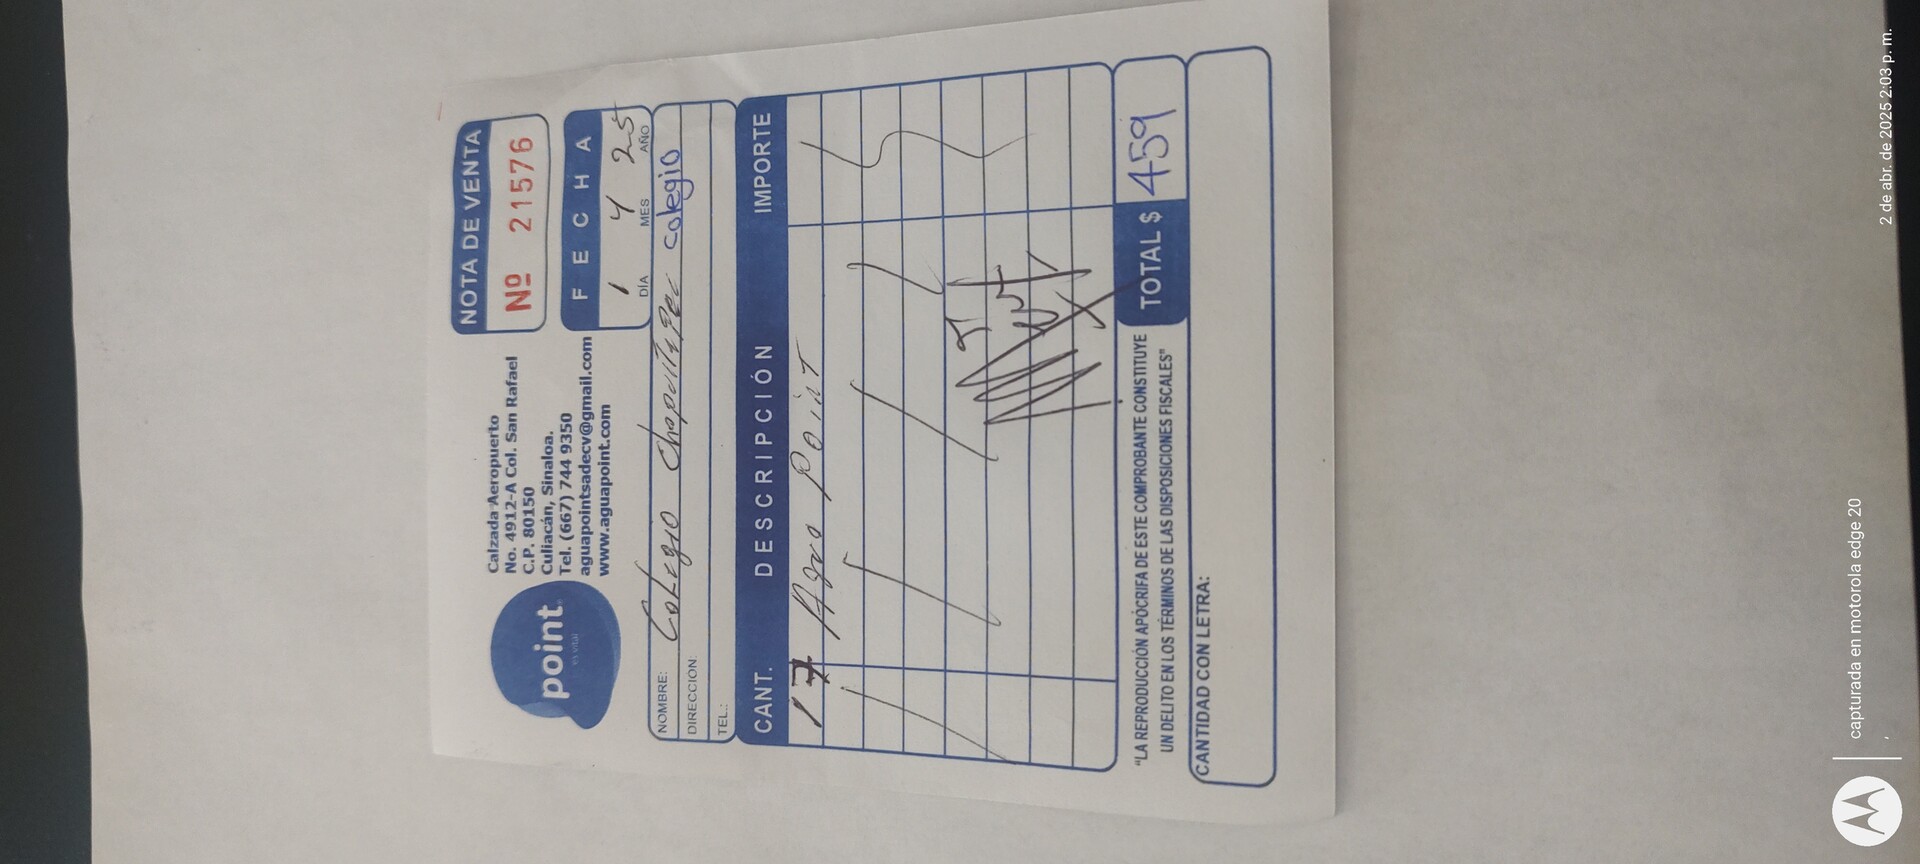 point
es vital
Calzada Aeropuerto
No. 4912-A Col. San Rafael
C.P. 80150
Culiacán, Sinaloa.
Tel. (667) 744 9350
aguapointsadecv@gmail.com
www.aguapoint.com
NOTA DE VENTA
Nº 21576
FECHA
1 4 25
DÍA MES AÑO
NOMBRE: Colegio Chapultepec colegio
DIRECCIÓN:
TEL.:
CANT. DESCRIPCIÓN IMPORTE
17 Agua Point
"LA REPRODUCCIÓN APÓCRIFA DE ESTE COMPROBANTE CONSTITUYE
UN DELITO EN LOS TÉRMINOS DE LAS DISPOSICIONES FISCALES"
TOTAL $ 459
CANTIDAD CON LETRA:
capturada en motorola edge 20
2 de abr. de 2025 2:03 p. m.